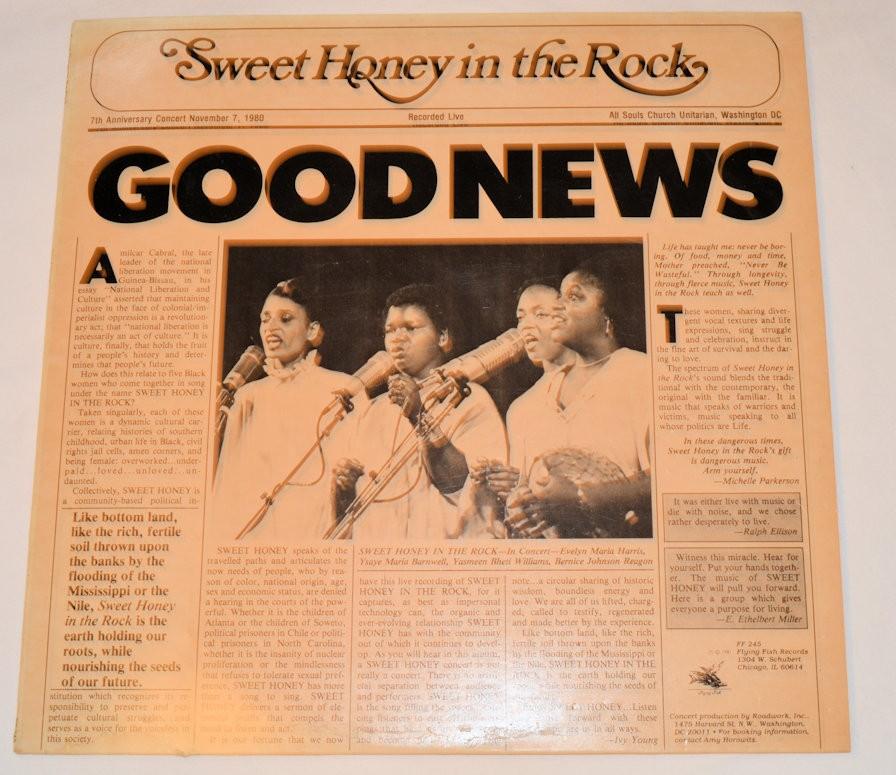 Sweet Honey in the Rock
7th Anniversary Concert November 7, 1980
Recorded Live
All Souls Church Unitarian, Washington DC
GOOD NEWS
Amilcar Cabral, the late
leader of the national
liberation movement in
Guinea-Bissau, in his
essay "National Liberation and
Culture" asserted that maintaining
culture in the face of colonial/im-
perialist oppression is a revolution-
ary act; that "national liberation is
necessarily an act of culture." It is
culture, finally, that holds the fruit
of a people's history and deter-
mines that people's future.
How does this relate to five Black
women who come together in song
under the name SWEET HONEY
IN THE ROCK?
Taken singularly, each of these
women is a dynamic cultural car-
rier, relating histories of southern
childhood, urban life in Black, civil
rights jail cells, amen corners, and
being female: overworked...under-
paid...loved...unloved...un-
daunted.
Collectively, SWEET HONEY is
a community-based political in-
Like bottom land,
like the rich, fertile
soil thrown upon
the banks by the
flooding of the
Mississippi or the
Nile, Sweet Honey
in the Rock is the
earth holding our
roots, while
nourishing the seeds
of our future.
stitution which recognizes its re-
sponsibility to preserve and per-
petuate cultural struggles, and
serves as a voice for the voiceless in
this society.
SWEET HONEY speaks of the
travelled paths and articulates the
now needs of people, who by rea-
son of color, national origin, age,
sex and economic status, are denied
a hearing in the courts of the pow-
erful. Whether it is the children of
Atlanta or the children of Soweto,
political prisoners in Chile or politi-
cal prisoners in North Carolina,
whether it is the insanity of nuclear
proliferation or the mindlessness
that refuses to tolerate sexual pref-
erence, SWEET HONEY has more
than a song to sing. SWEET
HONEY delivers a sermon of ele-
that compels the
to form and act.
It is our fortune that we now
SWEET HONEY IN THE ROCK—In Concert—Evelyn Maria Harris,
Ysaye Maria Barnwell, Yasmeen Bheti Williams, Bernice Johnson Reagon
have this live recording of SWEET
HONEY IN THE ROCK, for it
captures, as best as impersonal
technology can, the organic and
ever-evolving relationship SWEET
HONEY has with the community
out of which it continues to devel-
op. As you will hear in this album,
a SWEET HONEY concert is not
really a concert. There is no artifi-
cial separation between audience
and performers. SWEET HONEY
is the song filling the
note...a circular sharing of historic
wisdom, boundless energy and
love. We are all of us lifted, charg-
ed, called to testify, regenerated
and made better by the experience.
Like bottom land, like the rich,
fertile soil thrown upon the banks
by the flooding of the Mississippi or
the Nile, SWEET HONEY IN THE
ROCK is the earth holding our
roots, while nourishing the seeds of
HONEY...Listen
forward with these
us in all ways.
—Ivy Young
Life has taught me: never be bor-
ing. Of food, money and time,
Mother preached, "Never Be
Wasteful." Through longevity,
through fierce music, Sweet Honey
in the Rock teach as well.
These women, sharing diver-
gent vocal textures and life
expressions, sing struggle
and celebration, instruct in
the fine art of survival and the dar-
ing to love.
The spectrum of Sweet Honey in
the Rock's sound blends the tradi-
tional with the contemporary, the
original with the familiar. It is
music that speaks of warriors and
victims, music speaking to all
whose politics are Life.
In these dangerous times,
Sweet Honey in the Rock's gift
is dangerous music.
Arm yourself.
—Michelle Parkerson
It was either live with music or
die with noise, and we chose
rather desperately to live.
—Ralph Ellison
Witness this miracle. Hear for
yourself. Put your hands togeth-
er. The music of SWEET
HONEY will pull you forward.
Here is a group which gives
everyone a purpose for living.
—E. Ethelbert Miller
FF 245
Flying Fish Records
1304 W. Schubert
Chicago, IL 60614
Flying Fish
Concert production by Roadwork, Inc.,
1475 Harvard St. N.W., Washington,
DC 20011 • For booking information,
contact Amy Horowitz.